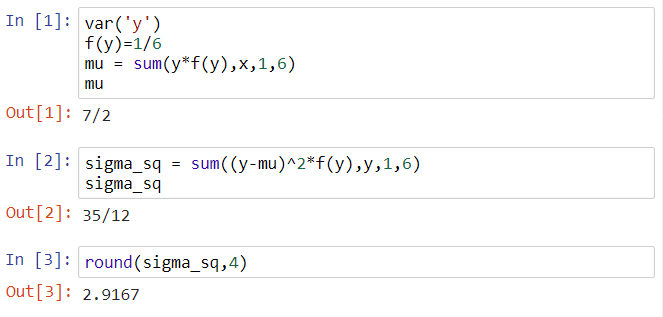 In [1]: var('y')
f(y)=1/6
mu = sum(y*f(y),x,1,6)
mu
Out[1]: 7/2
In [2]: sigma_sq = sum((y-mu)^2*f(y),y,1,6)
sigma_sq
Out[2]: 35/12
In [3]: round(sigma_sq,4)
Out[3]: 2.9167